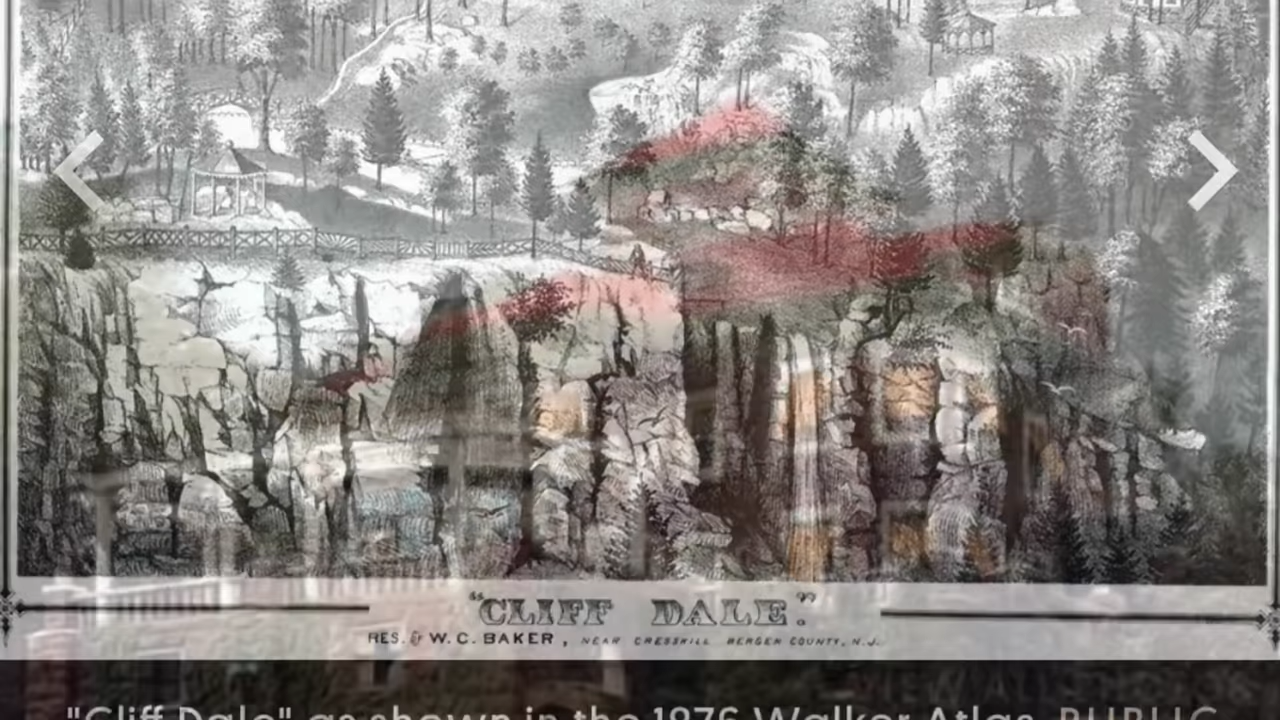 "CLIFF DALE."
RES. OF W. C. BAKER, NEAR CRESSKILL BERGEN COUNTY, N.J.
"Cliff Dale" as shown in the 1876 Walker Atlas. PUBLIC